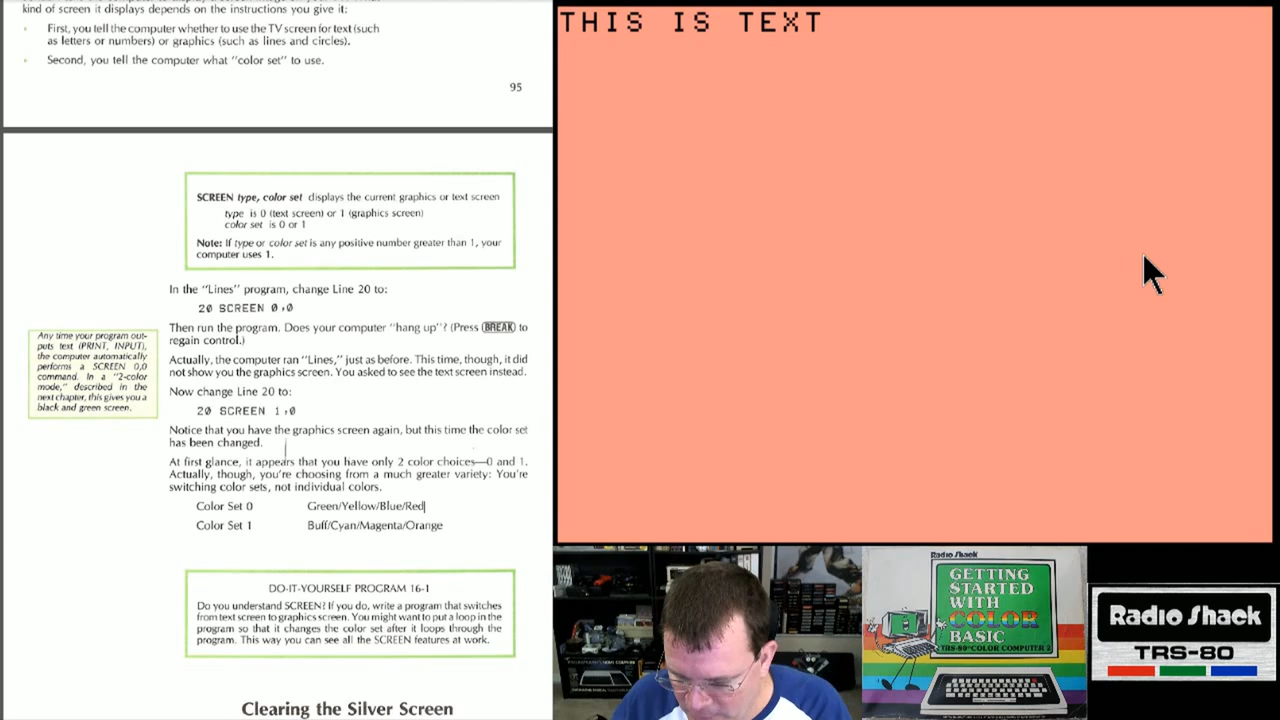 kind of screen it displays depends on the instructions you give it:
• First, you tell the computer whether to use the TV screen for text (such
as letters or numbers) or graphics (such as lines and circles).
• Second, you tell the computer what "color set" to use.
95
SCREEN type, color set displays the current graphics or text screen
type is 0 (text screen) or 1 (graphics screen)
color set is 0 or 1
Note: If type or color set is any positive number greater than 1, your
computer uses 1.
In the "Lines" program, change Line 20 to:
20 SCREEN 0,0
Then run the program. Does your computer "hang up"? (Press BREAK to
regain control.)
Any time your program out-
puts text (PRINT, INPUT),
the computer automatically
performs a SCREEN 0,0
command. In a "2-color
mode," described in the
next chapter, this gives you a
black and green screen.
Actually, the computer ran "Lines," just as before. This time, though, it did
not show you the graphics screen. You asked to see the text screen instead.
Now change Line 20 to:
20 SCREEN 1,0
Notice that you have the graphics screen again, but this time the color set
has been changed.
At first glance, it appears that you have only 2 color choices—0 and 1.
Actually, though, you're choosing from a much greater variety: You're
switching color sets, not individual colors.
Color Set 0 Green/Yellow/Blue/Red
Color Set 1 Buff/Cyan/Magenta/Orange
DO-IT-YOURSELF PROGRAM 16-1
Do you understand SCREEN? If you do, write a program that switches
from text screen to graphics screen. You might want to put a loop in the
program so that it changes the color set after it loops through the
program. This way you can see all the SCREEN features at work.
Clearing the Silver Screen
THIS IS TEXT
Radio Shack
GETTING
STARTED
WITH
COLOR
BASIC
TRS-80 COLOR COMPUTER 2
Radio Shack
TRS-80